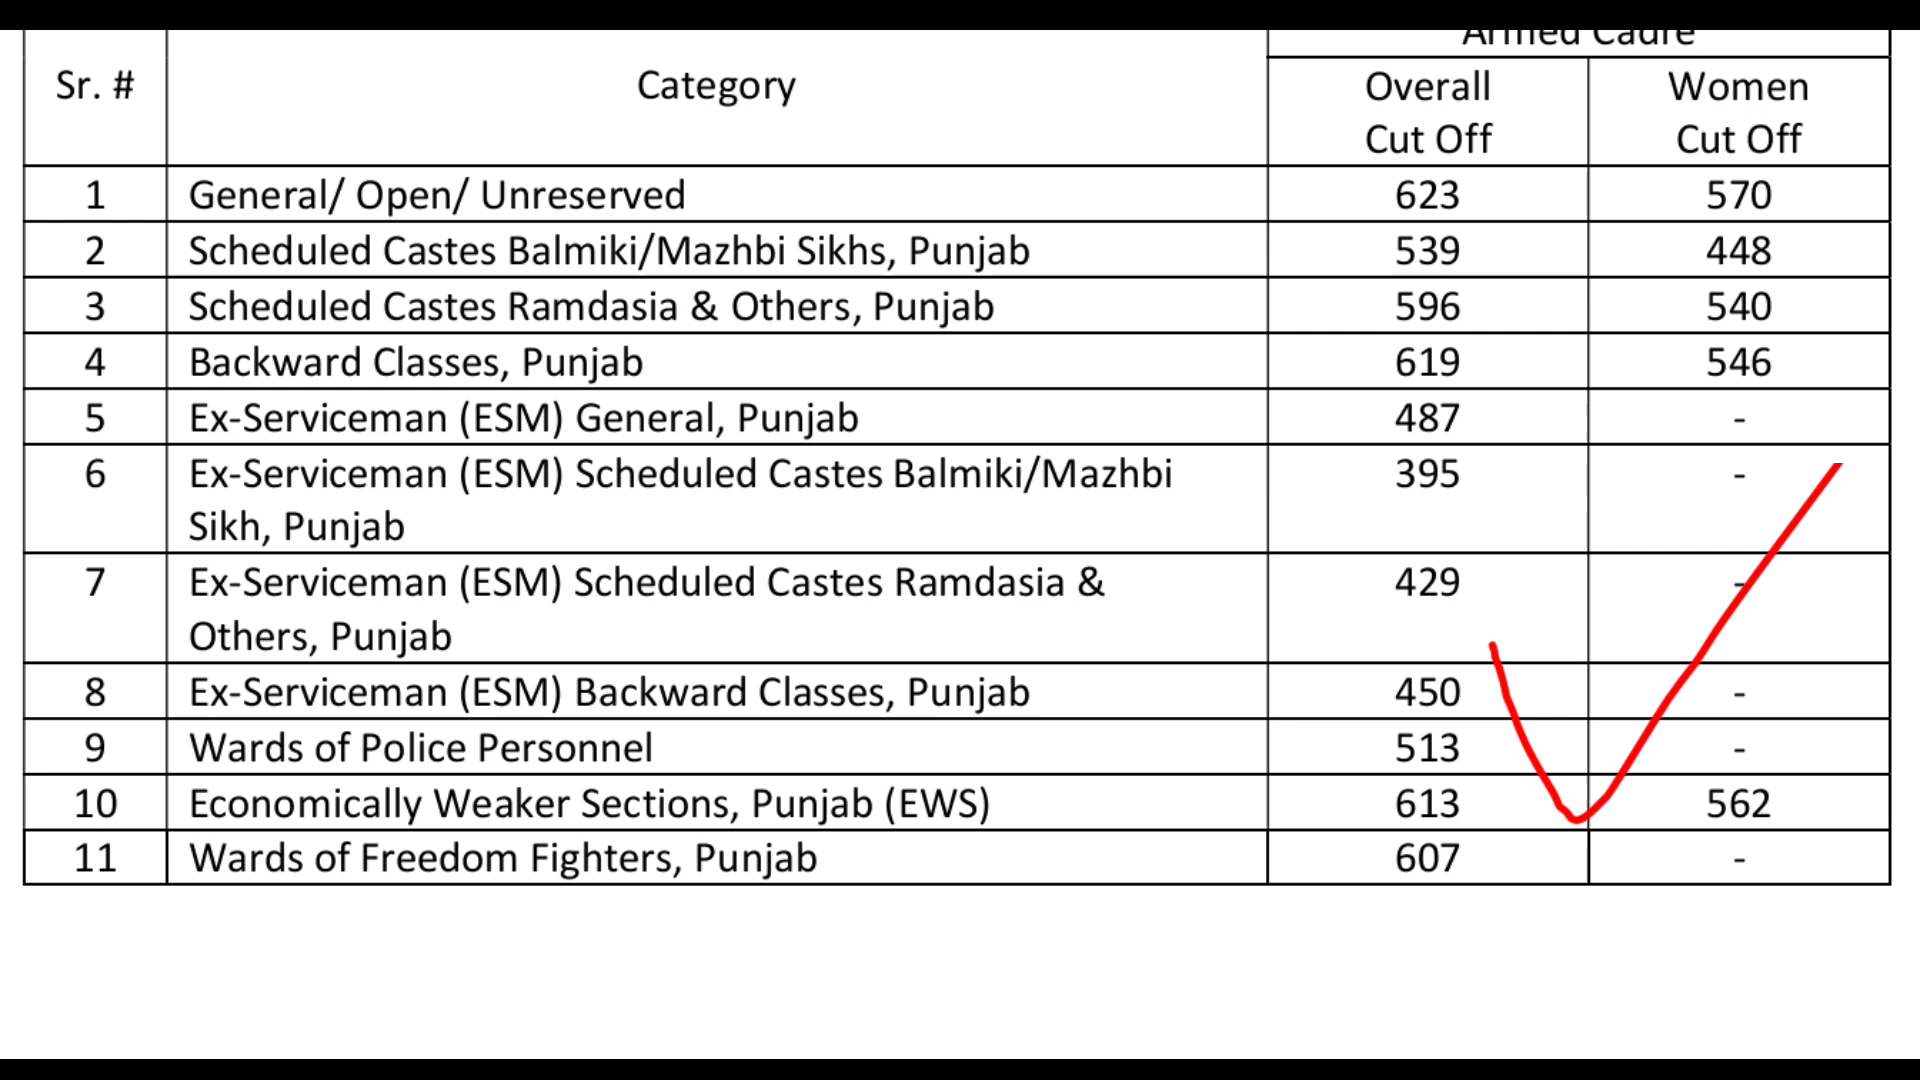 Armed Cadre
Sr. # Category Overall Cut Off Women Cut Off
1 General/ Open/ Unreserved 623 570
2 Scheduled Castes Balmiki/Mazhbi Sikhs, Punjab 539 448
3 Scheduled Castes Ramdasia & Others, Punjab 596 540
4 Backward Classes, Punjab 619 546
5 Ex-Serviceman (ESM) General, Punjab 487 -
6 Ex-Serviceman (ESM) Scheduled Castes Balmiki/Mazhbi 395 -
Sikh, Punjab
7 Ex-Serviceman (ESM) Scheduled Castes Ramdasia & 429 -
Others, Punjab
8 Ex-Serviceman (ESM) Backward Classes, Punjab 450 -
9 Wards of Police Personnel 513 -
10 Economically Weaker Sections, Punjab (EWS) 613 562
11 Wards of Freedom Fighters, Punjab 607 -